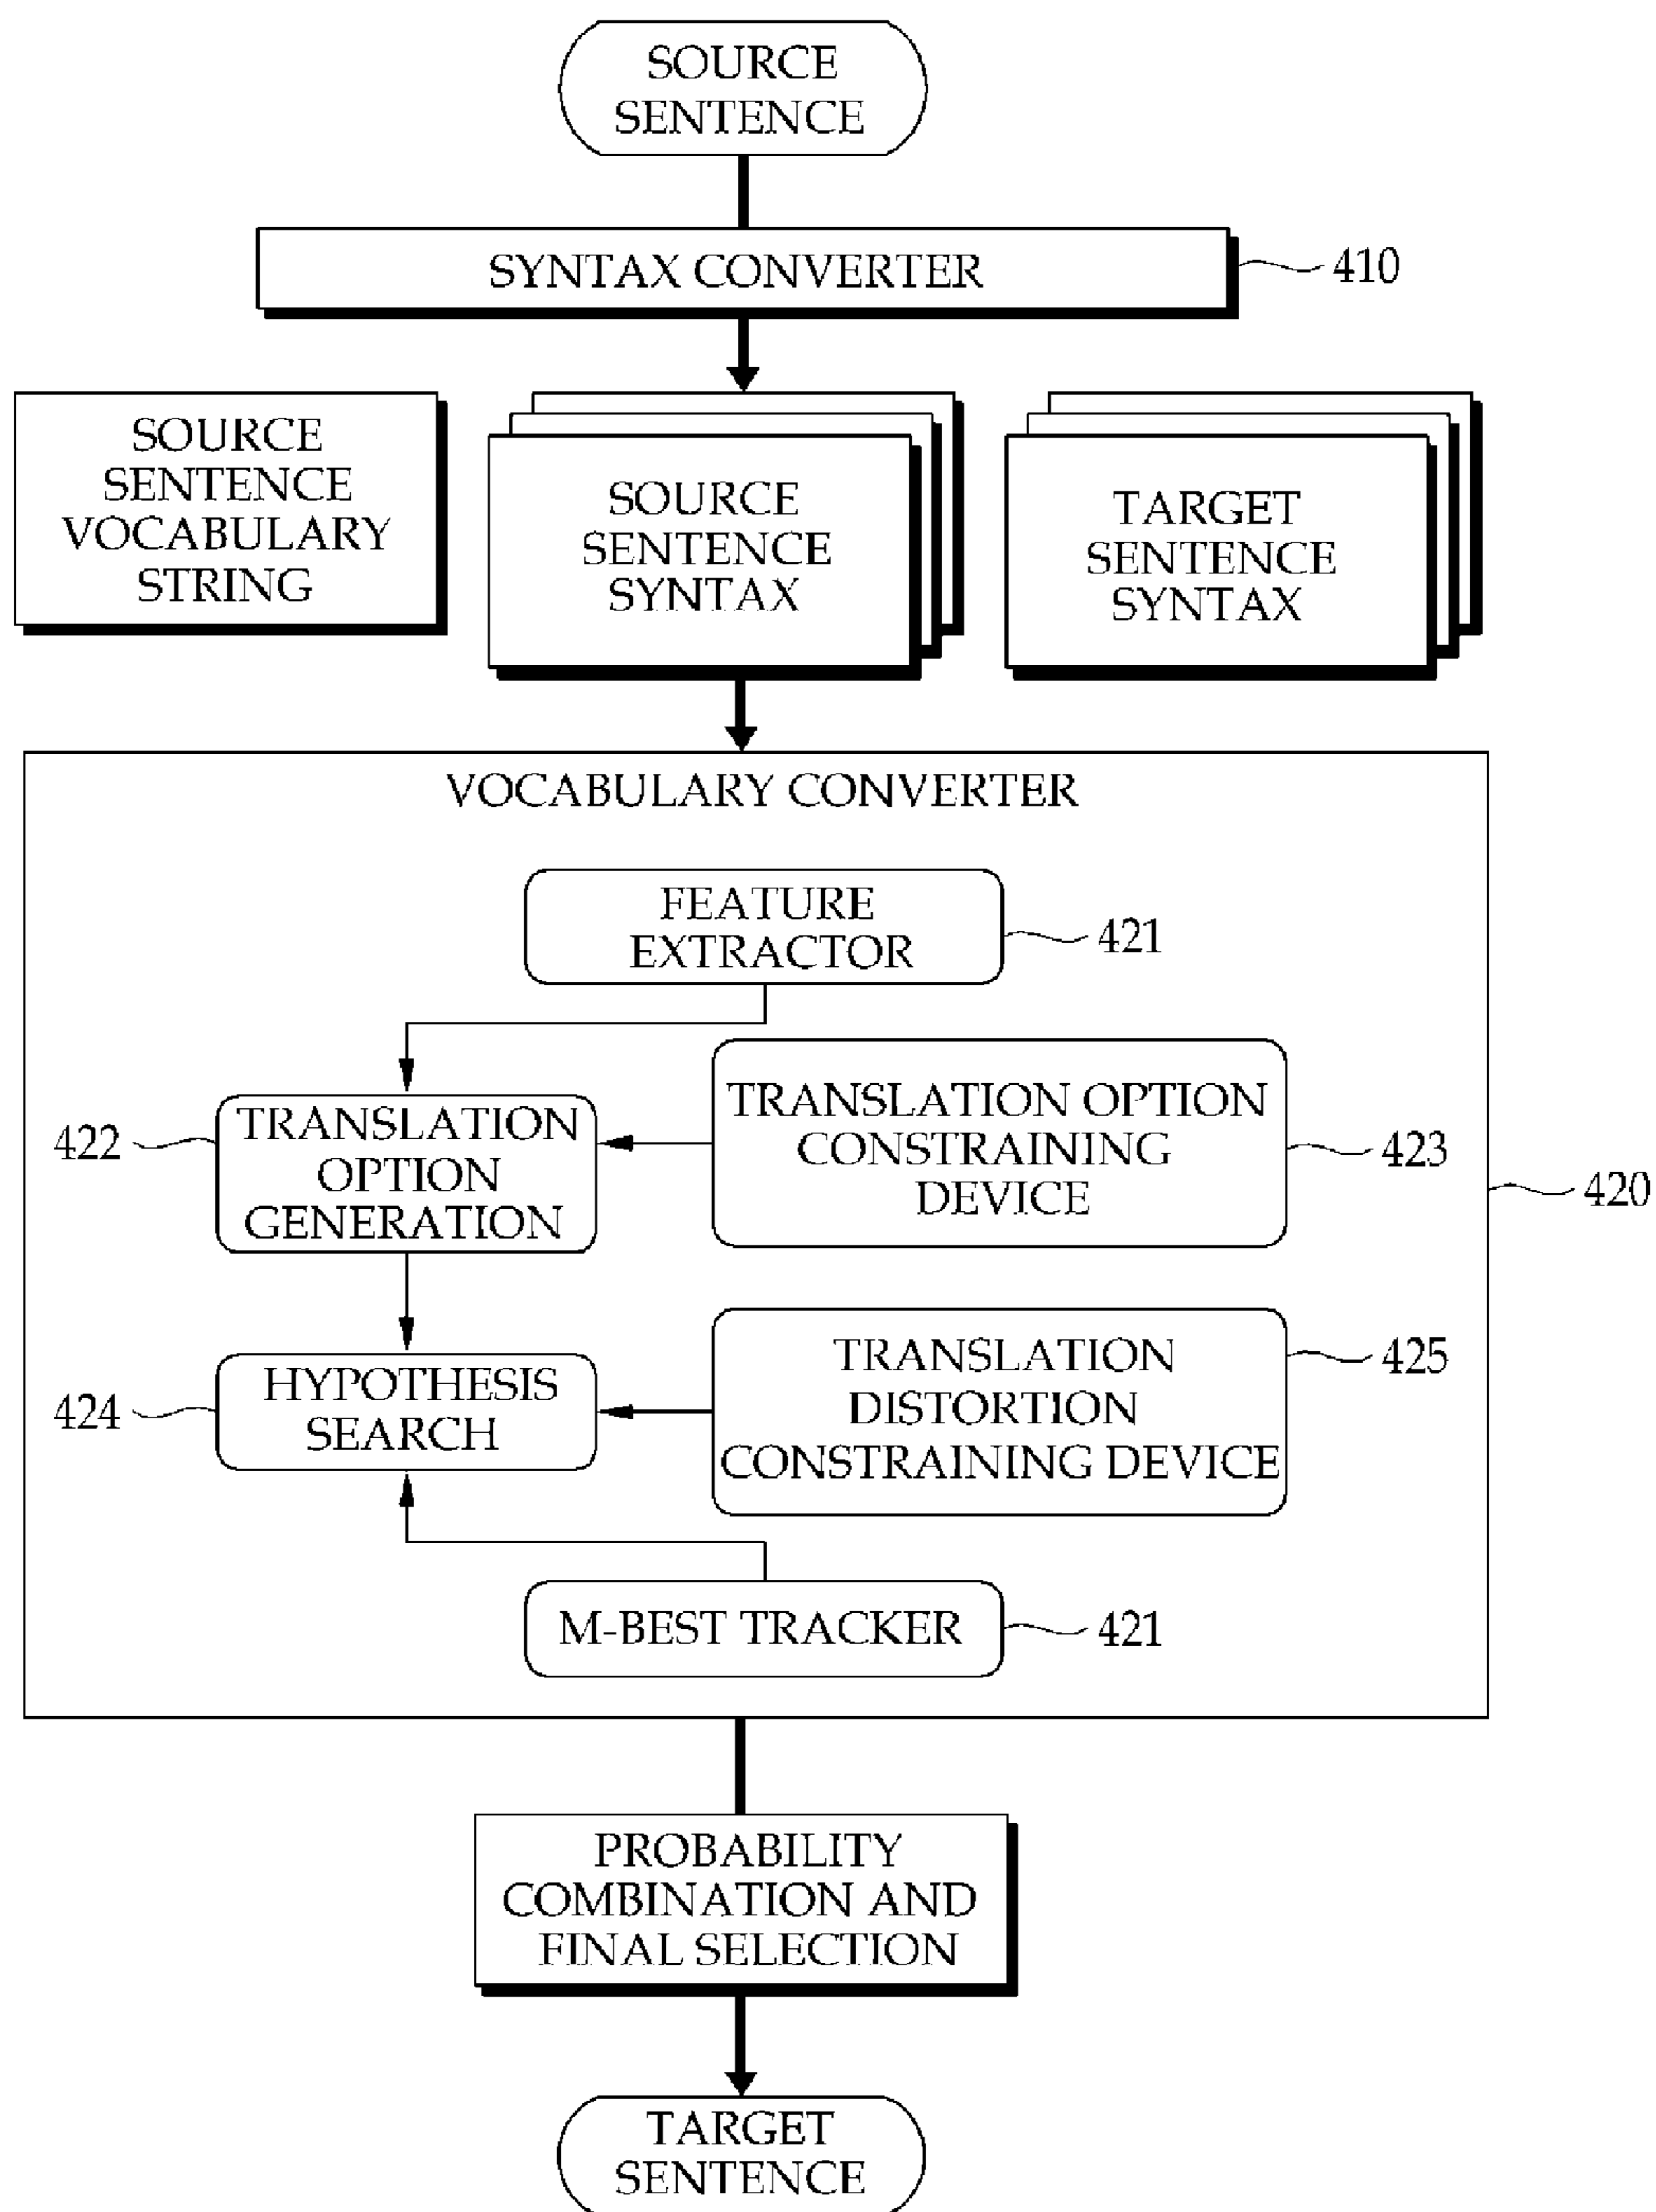 SOURCE
SENTENCE
SYNTAX CONVERTER
410
SOURCE
SENTENCE
VOCABULARY
STRING
SOURCE
SENTENCE
SYNTAX
TARGET
SENTENCE
SYNTAX
VOCABULARY CONVERTER
FEATURE
EXTRACTOR
421
422
TRANSLATION
OPTION
GENERATION
TRANSLATION OPTION
CONSTRAINING
DEVICE
423
420
424
HYPOTHESIS
SEARCH
TRANSLATION
DISTORTION
CONSTRAINING DEVICE
425
M-BEST TRACKER
421
PROBABILITY
COMBINATION AND
FINAL SELECTION
TARGET
SENTENCE